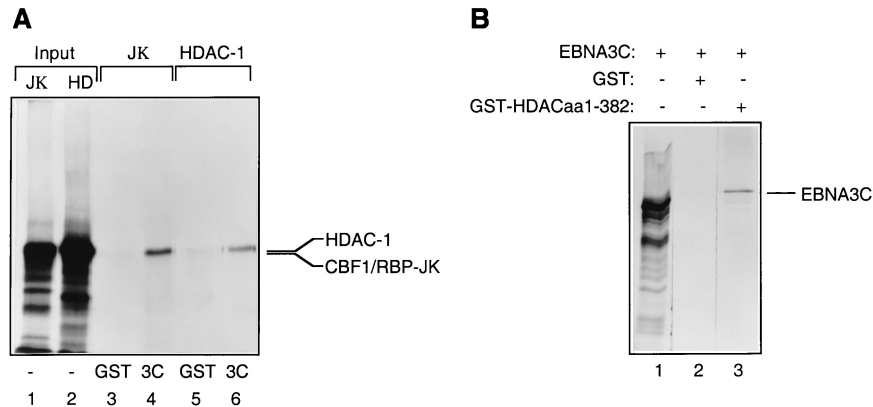 A
Input JK HDAC-1
JK HD
HDAC-1
CBF1/RBP-JK
- - GST 3C GST 3C
1 2 3 4 5 6
B
EBNA3C: + + +
GST: - + -
GST-HDACaa1-382: - - +
EBNA3C
1 2 3